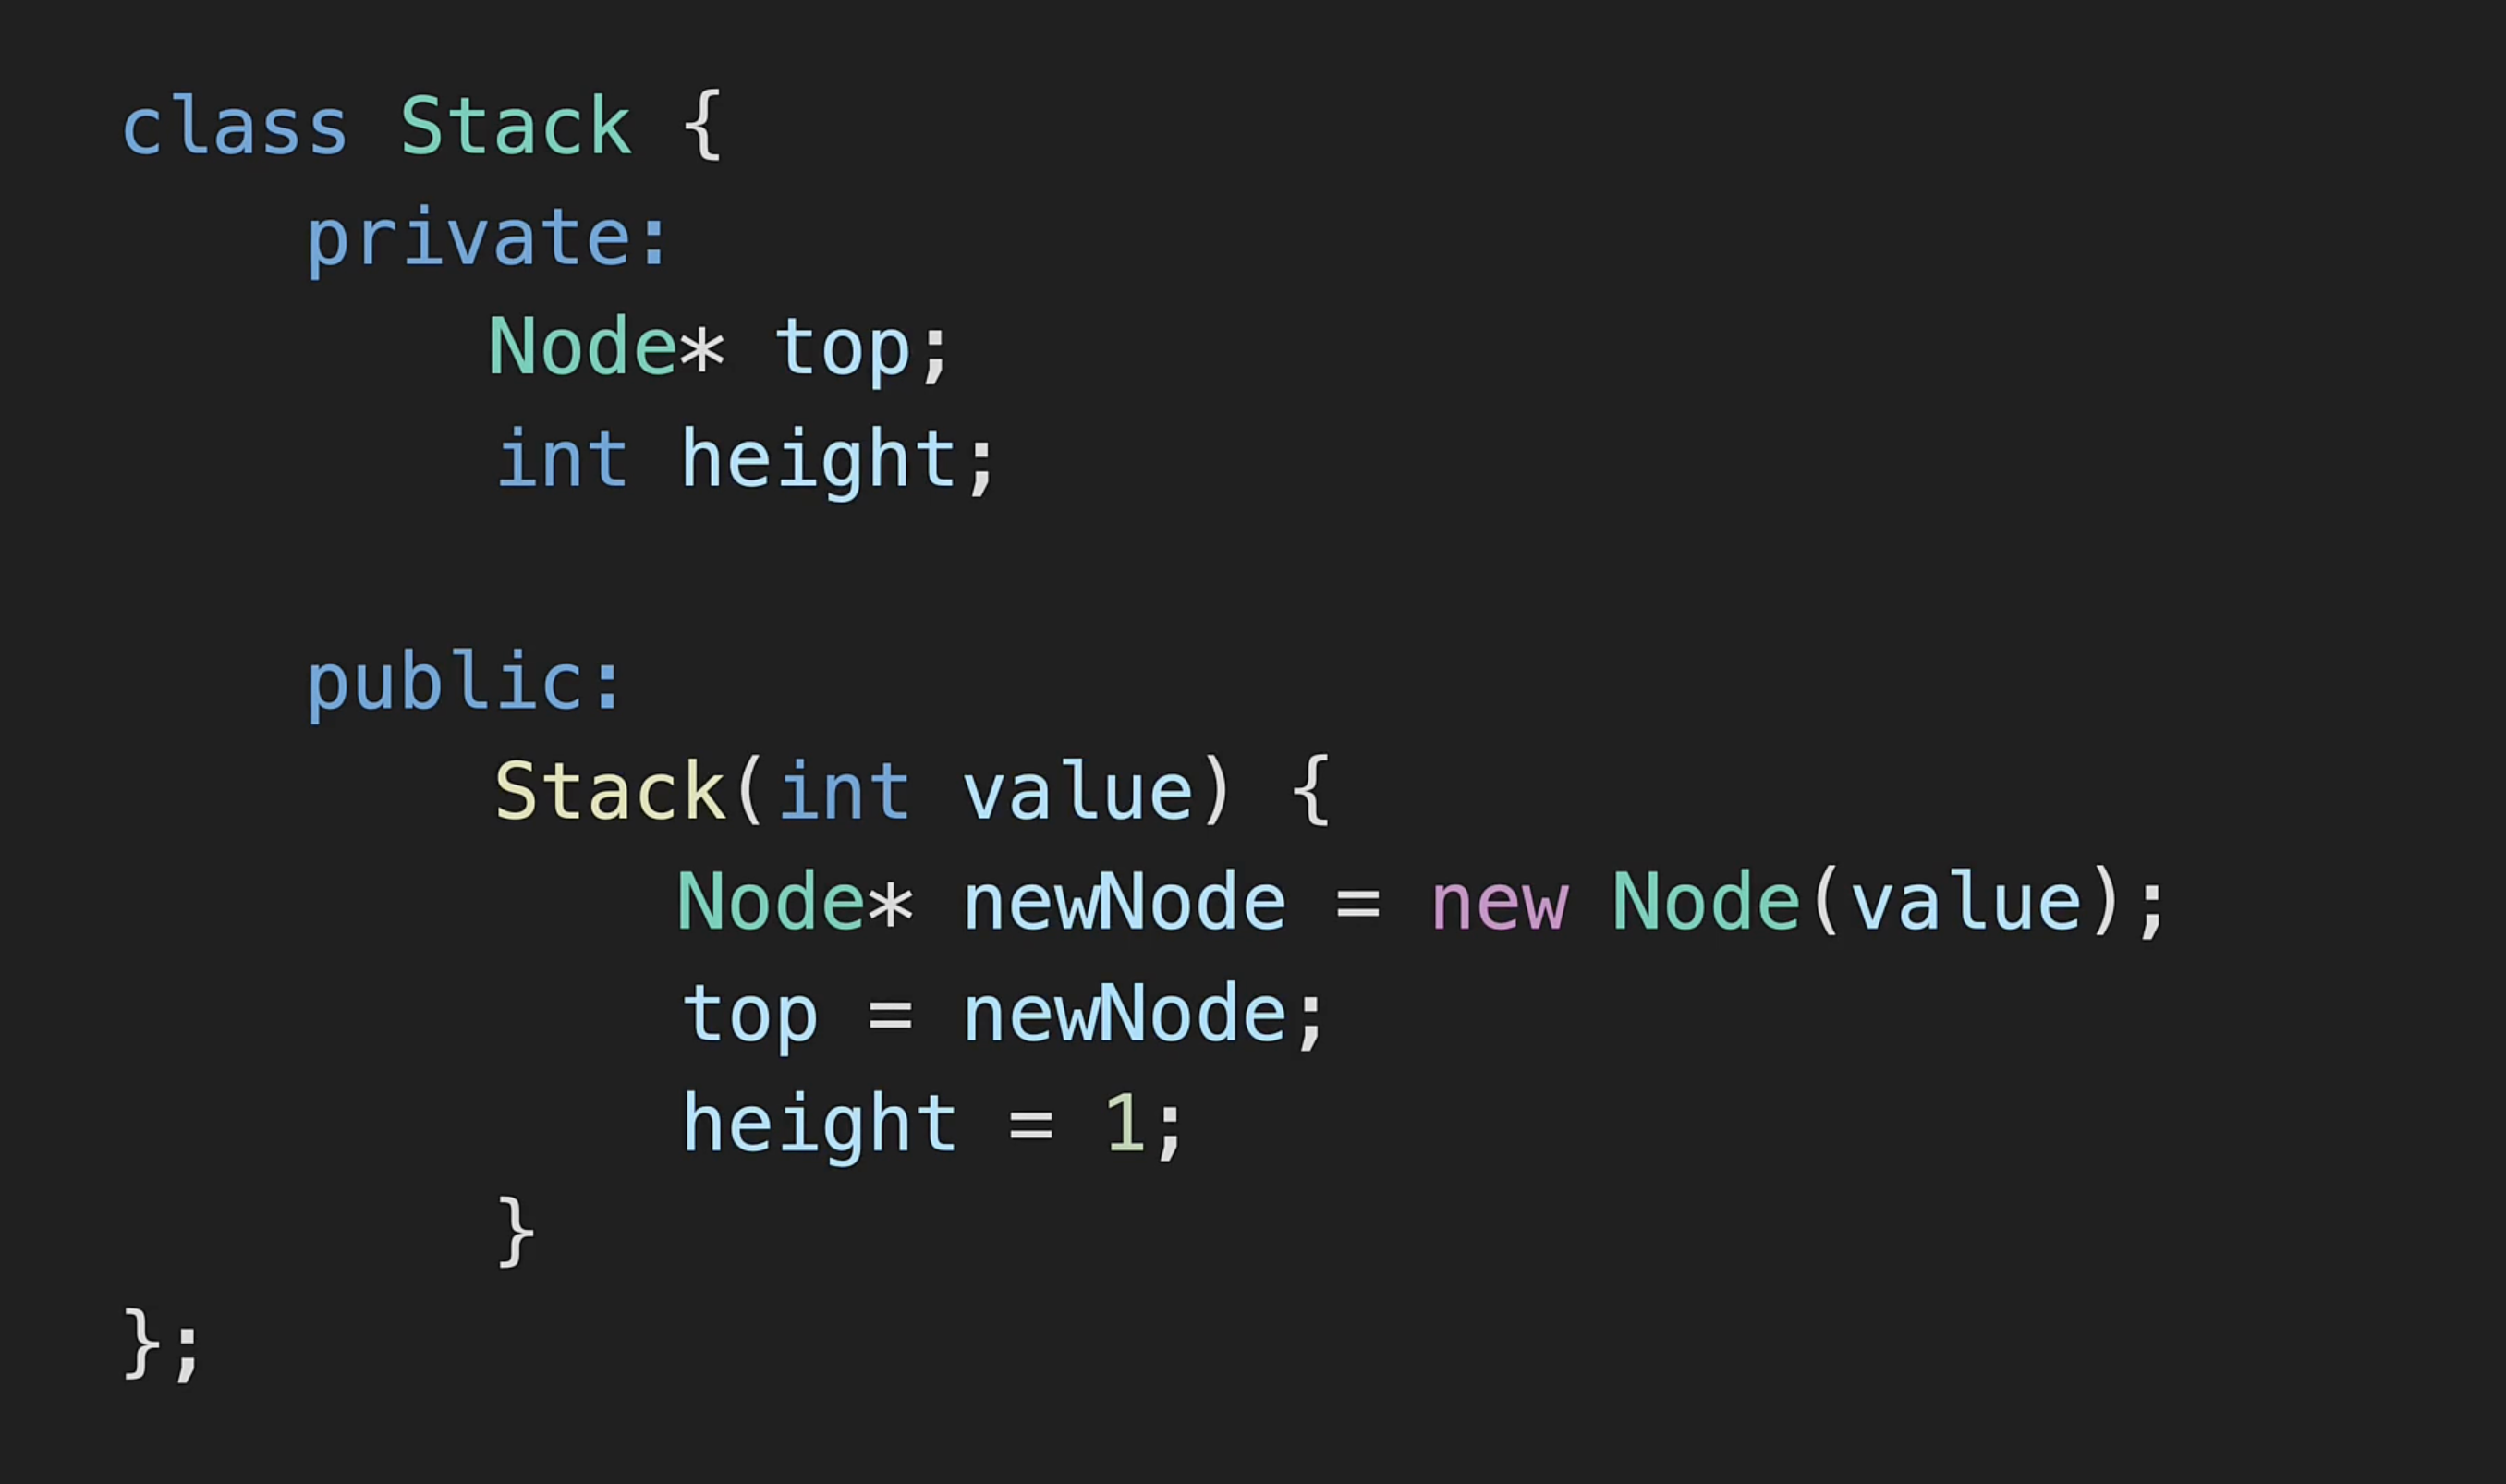 class Stack {
    private:
        Node* top;
        int height;

    public:
        Stack(int value) {
            Node* newNode = new Node(value);
            top = newNode;
            height = 1;
        }
};